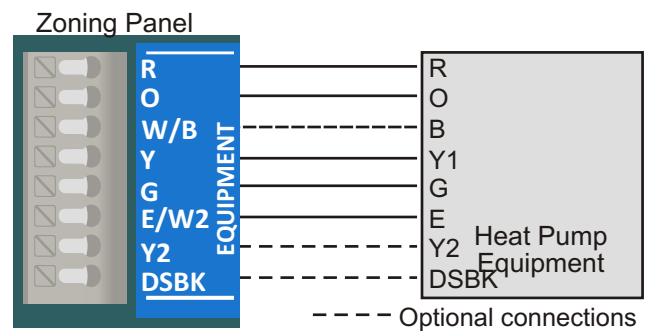 Zoning Panel
R
O
W/B
Y
G
E/W2
Y2
DSBK
EQUIPMENT
R
O
B
Y1
G
E
Y2
DSBK
Heat Pump
Equipment
Optional connections